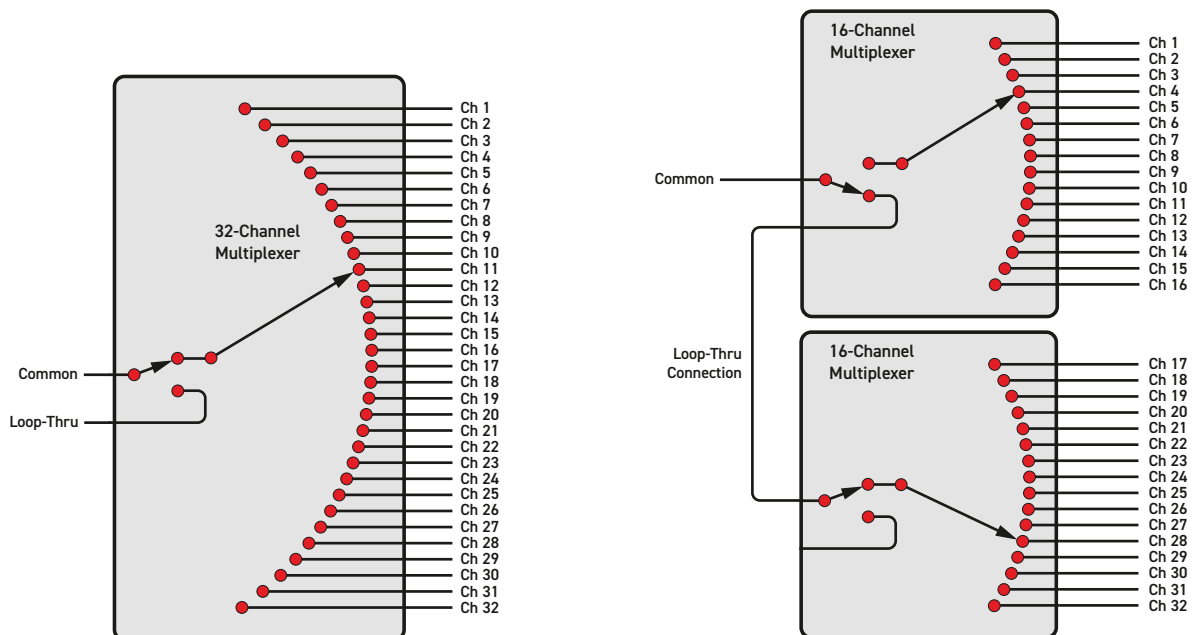 Ch 1
Ch 2
Ch 3
Ch 4
Ch 5
Ch 6
Ch 7
Ch 8
32-Channel
Multiplexer
Ch 9
Ch 10
Ch 11
Ch 12
Ch 13
Ch 14
Ch 15
Ch 16
Ch 17
Common
Ch 18
Ch 19
Ch 20
Loop-Thru
Ch 21
Ch 22
Ch 23
Ch 24
Ch 25
Ch 26
Ch 27
Ch 28
Ch 29
Ch 30
Ch 31
Ch 32
16-Channel
Multiplexer
Ch 1
Ch 2
Ch 3
Ch 4
Ch 5
Ch 6
Ch 7
Ch 8
Ch 9
Common
Ch 10
Ch 11
Ch 12
Ch 13
Ch 14
Ch 15
Ch 16
Loop-Thru
Connection
16-Channel
Multiplexer
Ch 17
Ch 18
Ch 19
Ch 20
Ch 21
Ch 22
Ch 23
Ch 24
Ch 25
Ch 26
Ch 27
Ch 28
Ch 29
Ch 30
Ch 31
Ch 32